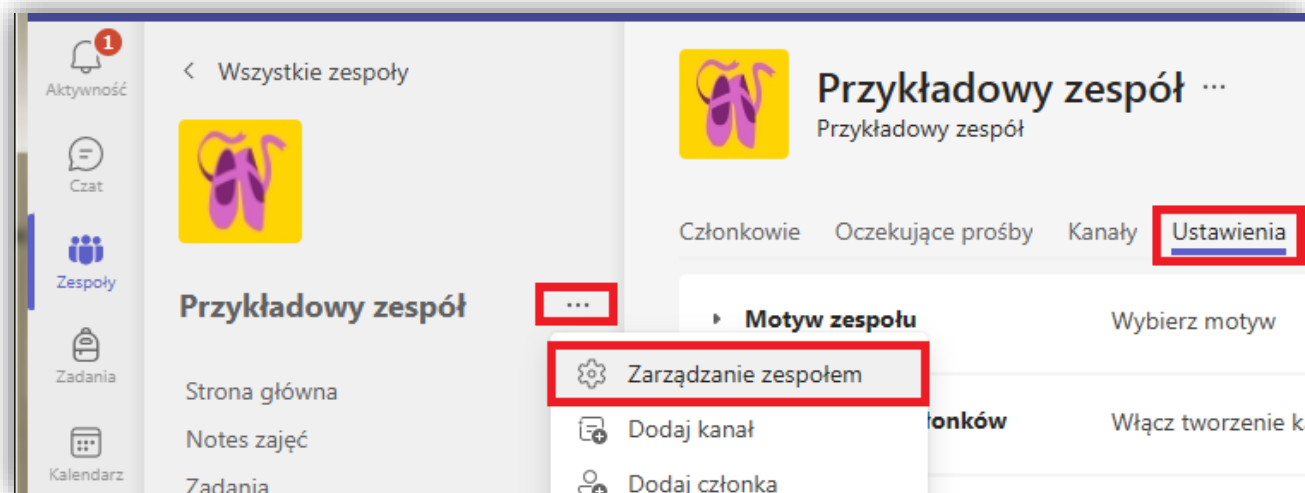 1
Aktywność
Czat
Zespoły
Zadania
Kalendarz
Wszystkie zespoły
Przykładowy zespół ...
Strona główna
Notes zajęć
Zadania
Zarządzanie zespołem
Dodaj kanał
Dodaj członka
Przykładowy zespół ...
Przykładowy zespół
Członkowie Oczekujące prośby Kanały Ustawienia
Motyw zespołu Wybierz motyw
Włącz tworzenie